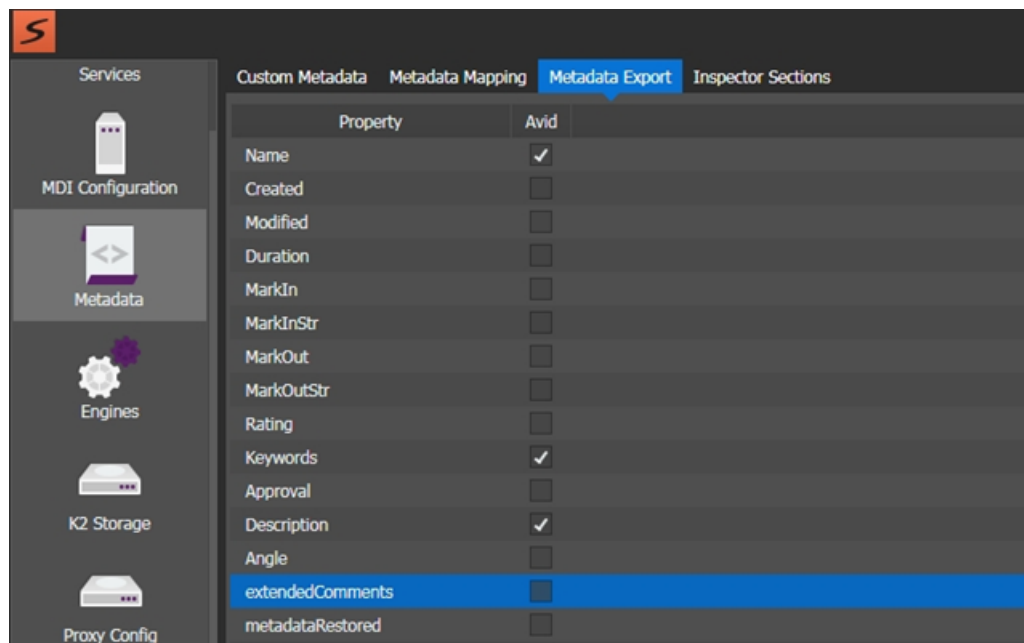 S
Services
MDI Configuration
Metadata
Engines
K2 Storage
Proxy Config
Custom Metadata Metadata Mapping Metadata Export Inspector Sections
Property Avid
Name
Created
Modified
Duration
MarkIn
MarkInStr
MarkOut
MarkOutStr
Rating
Keywords
Approval
Description
Angle
extendedComments
metadataRestored